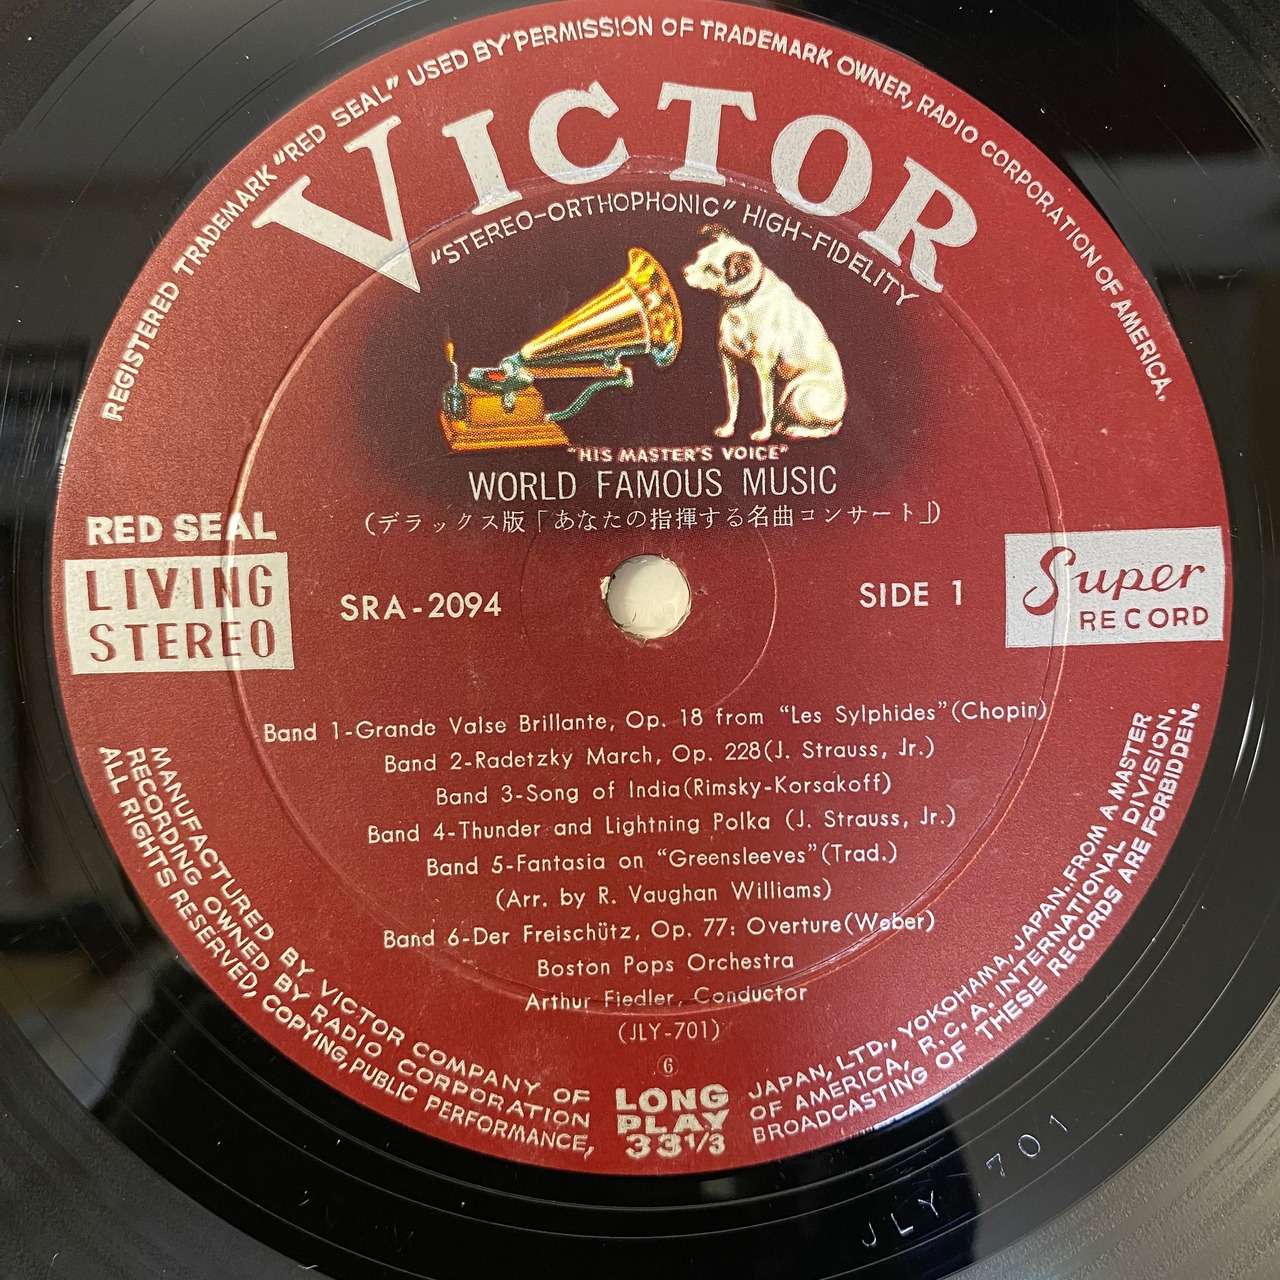 REGISTERED TRADEMARK "RED SEAL" USED BY PERMISSION OF TRADEMARK OWNER, RADIO CORPORATION OF AMERICA.
VICTOR
"STEREO-ORTHOPHONIC" HIGH-FIDELITY
"HIS MASTER'S VOICE"
WORLD FAMOUS MUSIC
(デラックス版「あなたの指揮する名曲コンサート」)
RED SEAL
LIVING
STEREO
SRA-2094
SIDE 1
Super
RECORD
Band 1-Grande Valse Brillante, Op. 18 from "Les Sylphides"(Chopin)
Band 2-Radetzky March, Op. 228(J. Strauss, Jr.)
Band 3-Song of India(Rimsky-Korsakoff)
Band 4-Thunder and Lightning Polka (J. Strauss, Jr.)
Band 5-Fantasia on "Greensleeves"(Trad.)
(Arr. by R. Vaughan Williams)
Band 6-Der Freischütz, Op. 77: Overture(Weber)
Boston Pops Orchestra
Arthur Fiedler, Conductor
(JLY-701)
⑥
LONG
PLAY
33 1/3
MANUFACTURED BY VICTOR COMPANY OF JAPAN, LTD., YOKOHAMA, JAPAN. FROM A MASTER
RECORDING OWNED BY RADIO CORPORATION OF AMERICA, R.C.A. INTERNATIONAL DIVISION.
ALL RIGHTS RESERVED, COPYING, PUBLIC PERFORMANCE, BROADCASTING OF THESE RECORDS ARE FORBIDDEN.
JLY 701